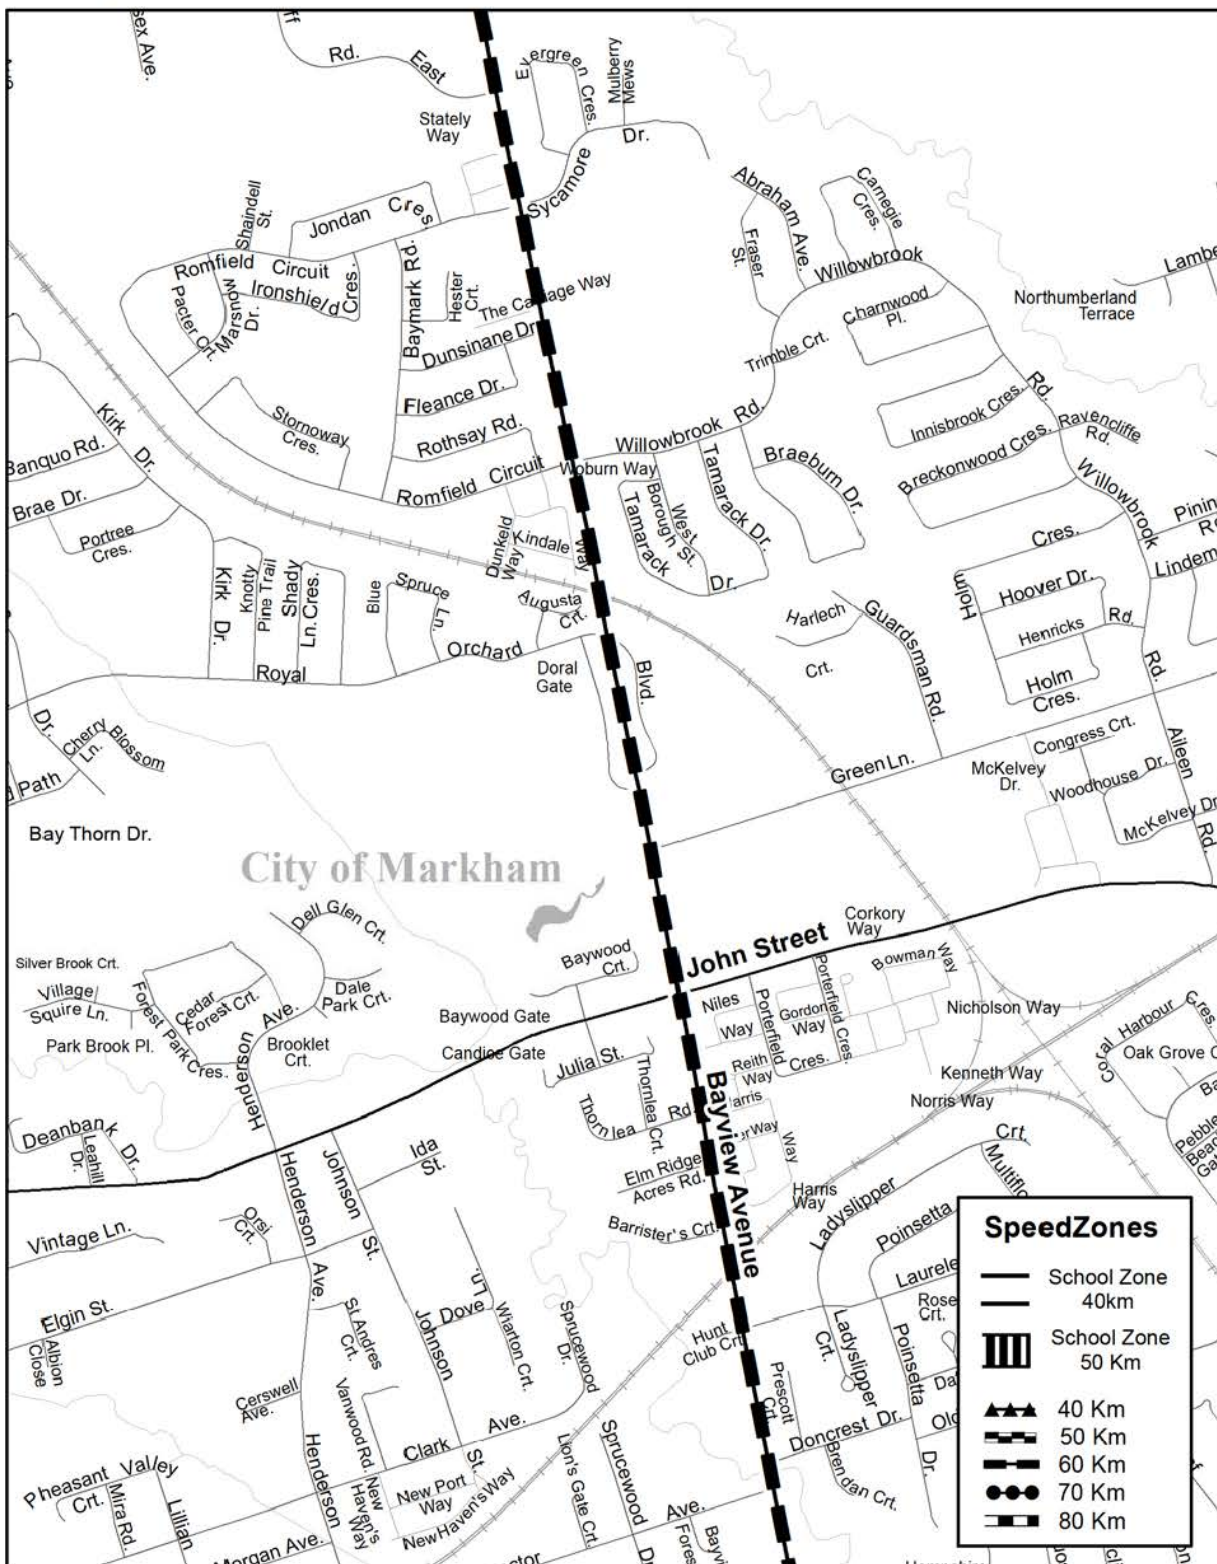 Rd.
East
Evergreen Cres.
Mulberry
Mews
Stately
Way
Sycamore
Dr.
Abraham Ave.
Carnegie
Cres.
Fraser
St.
Willowbrook
Shaindell
St.
Jondan Cres.
Romfield Circuit
Ironshield
Cres.
Pacter Crt.
Marsunom
Dr.
Baymark Rd.
Hester
Crt.
The Carriage Way
Dunsinane Dr.
Fleance Dr.
Rothsay Rd.
Romfield Circuit
Northumberland
Terrace
Charnwood
Pl.
Trimble Crt.
Innisbrook Cres.
Rd.
Ravencliffe
Rd.
Breckonwood Cres.
Willowbrook
Rd.
Willowbrook Rd.
Woburn Way
Stornoway
Cres.
Kirk
Dr.
Banquo Rd.
Brae Dr.
Portree
Cres.
Tamarack
Dr.
West
Borough St.
Tamarack Dr.
Braeburn Dr.
Dunkeld
Way
Kindale
Way
Augusta
Crt.
Kirk
Dr.
Knotty
Pine Trail
Shady
Ln. Cres.
Blue
Spruce
Ln.
Royal
Orchard
Blvd.
Doral
Gate
Harlech
Crt.
Guardsman Rd.
Cres.
Holm
Hoover Dr.
Henricks
Rd.
Holm
Cres.
Green Ln.
McKelvey
Dr.
Congress Crt.
Woodhouse Dr.
Aileen
Rd.
McKelvey Dr.
Dr.
Cherry
Blossom
Ln.
Path
Bay Thorn Dr.
City of Markham
Dell Glen Crt.
Silver Brook Crt.
Village
Squire Ln.
Park Brook Pl.
Forest Park
Cres.
Cedar
Forest Crt.
Henderson
Ave.
Dale
Park Crt.
Brooklet
Crt.
Baywood
Crt.
Baywood Gate
Candice Gate
John Street
Corkory
Way
Bowman Way
Niles
Way
Porterfield
Cres.
Gordon
Way
Porterfield Cres.
Reith
Way
Nicholson Way
Kenneth Way
Norris Way
Coral Harbour Cres.
Julia St.
Thornlea Rd.
Thornlea Crt.
Bayview Avenue
Elm Ridge
Acres Rd.
Barrister's Crt.
Way
Harris
Way
Ladyslipper
Crt.
Poinsetta
Deanbank Dr.
Leahill
Dr.
Vintage Ln.
Orsi
Crt.
Henderson
Ave.
Johnson
St.
Ida
St.
Elgin St.
Albion
Close
St Andres
Crt.
Johnson
St.
Dove
Ln.
Wharton Crt.
Sprucewood
Dr.
Cerswell
Ave.
Vanwood Rd.
Henderson
Clark
Ave.
Hunt
Club Crt.
Ladyslipper
Crt.
Poinsetta
Dr.
Prescott
Crt.
Doncrest Dr.
Brendan Crt.
Pheasant Valley
Crt.
Mira Rd.
Lillian
Morgan Ave.
New
Haven's
Way
New Port
Way
New Haven's Way
Lion's Gate Crt.
Sprucewood
Ave.
SpeedZones
School Zone
40km
School Zone
50 Km
40 Km
50 Km
60 Km
70 Km
80 Km